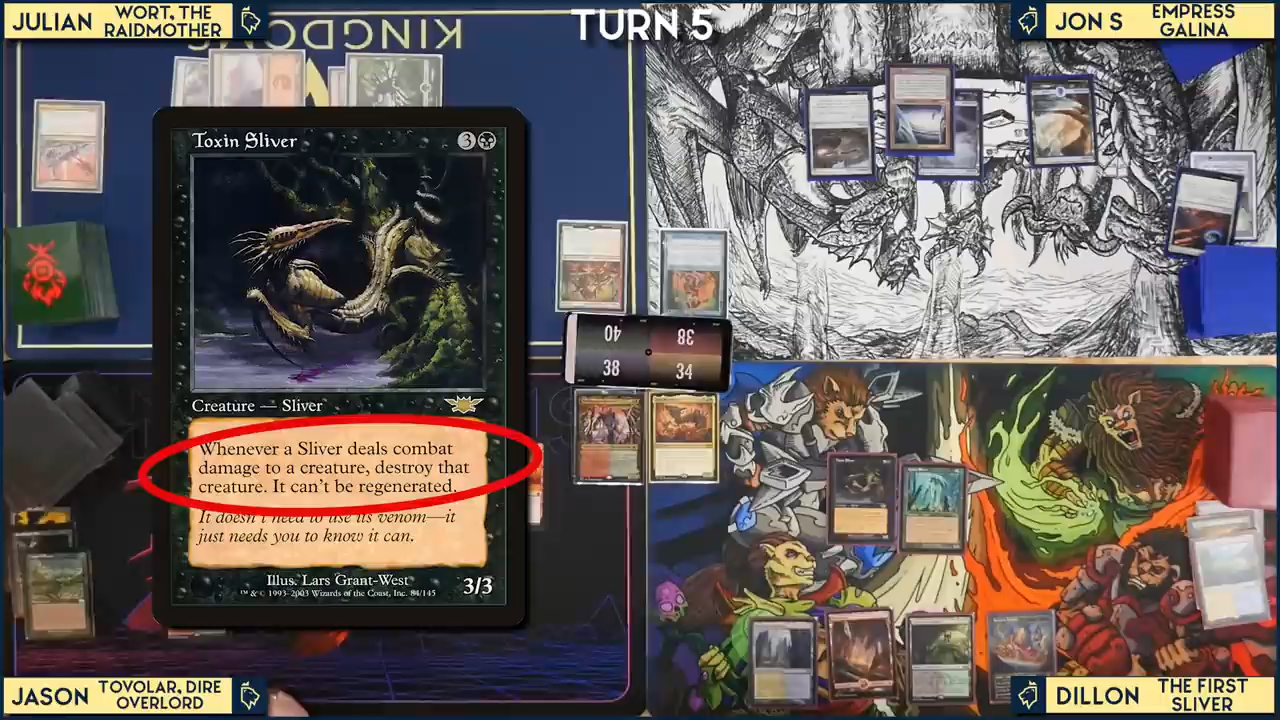 JULIAN
WORT, THE
RAIDMOTHER
TURN 5
JON S
EMPRESS
GALINA
KINGDOMS
Toxin Sliver
3
Creature — Sliver
Whenever a Sliver deals combat
damage to a creature, destroy that
creature. It can't be regenerated.
It doesn't need to use its venom—it
just needs you to know it can.
Illus. Lars Grant-West
™ & © 1993–2003 Wizards of the Coast, Inc. 84/145
3/3
40
38
38
34
JASON
TOVOLAR, DIRE
OVERLORD
DILLON
THE FIRST
SLIVER